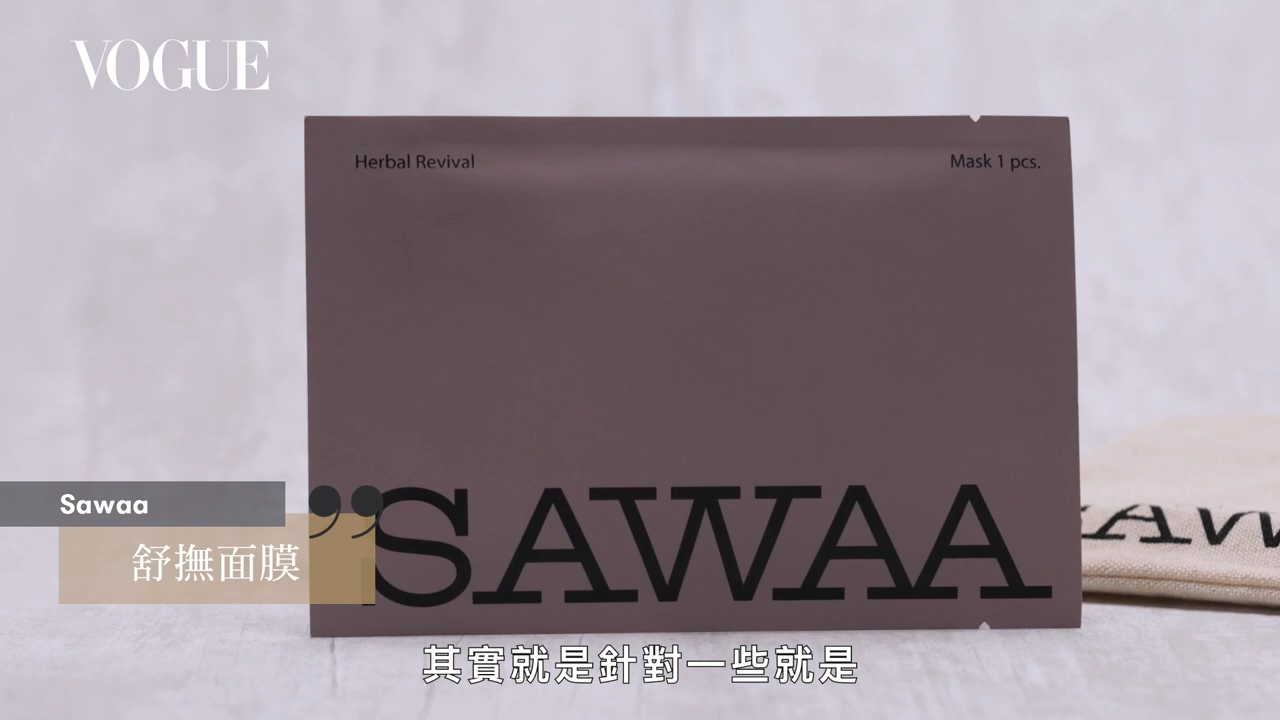 VOGUE
Herbal Revival
Mask 1 pcs.
SAWAA
Sawaa
舒撫面膜
其實就是針對一些就是